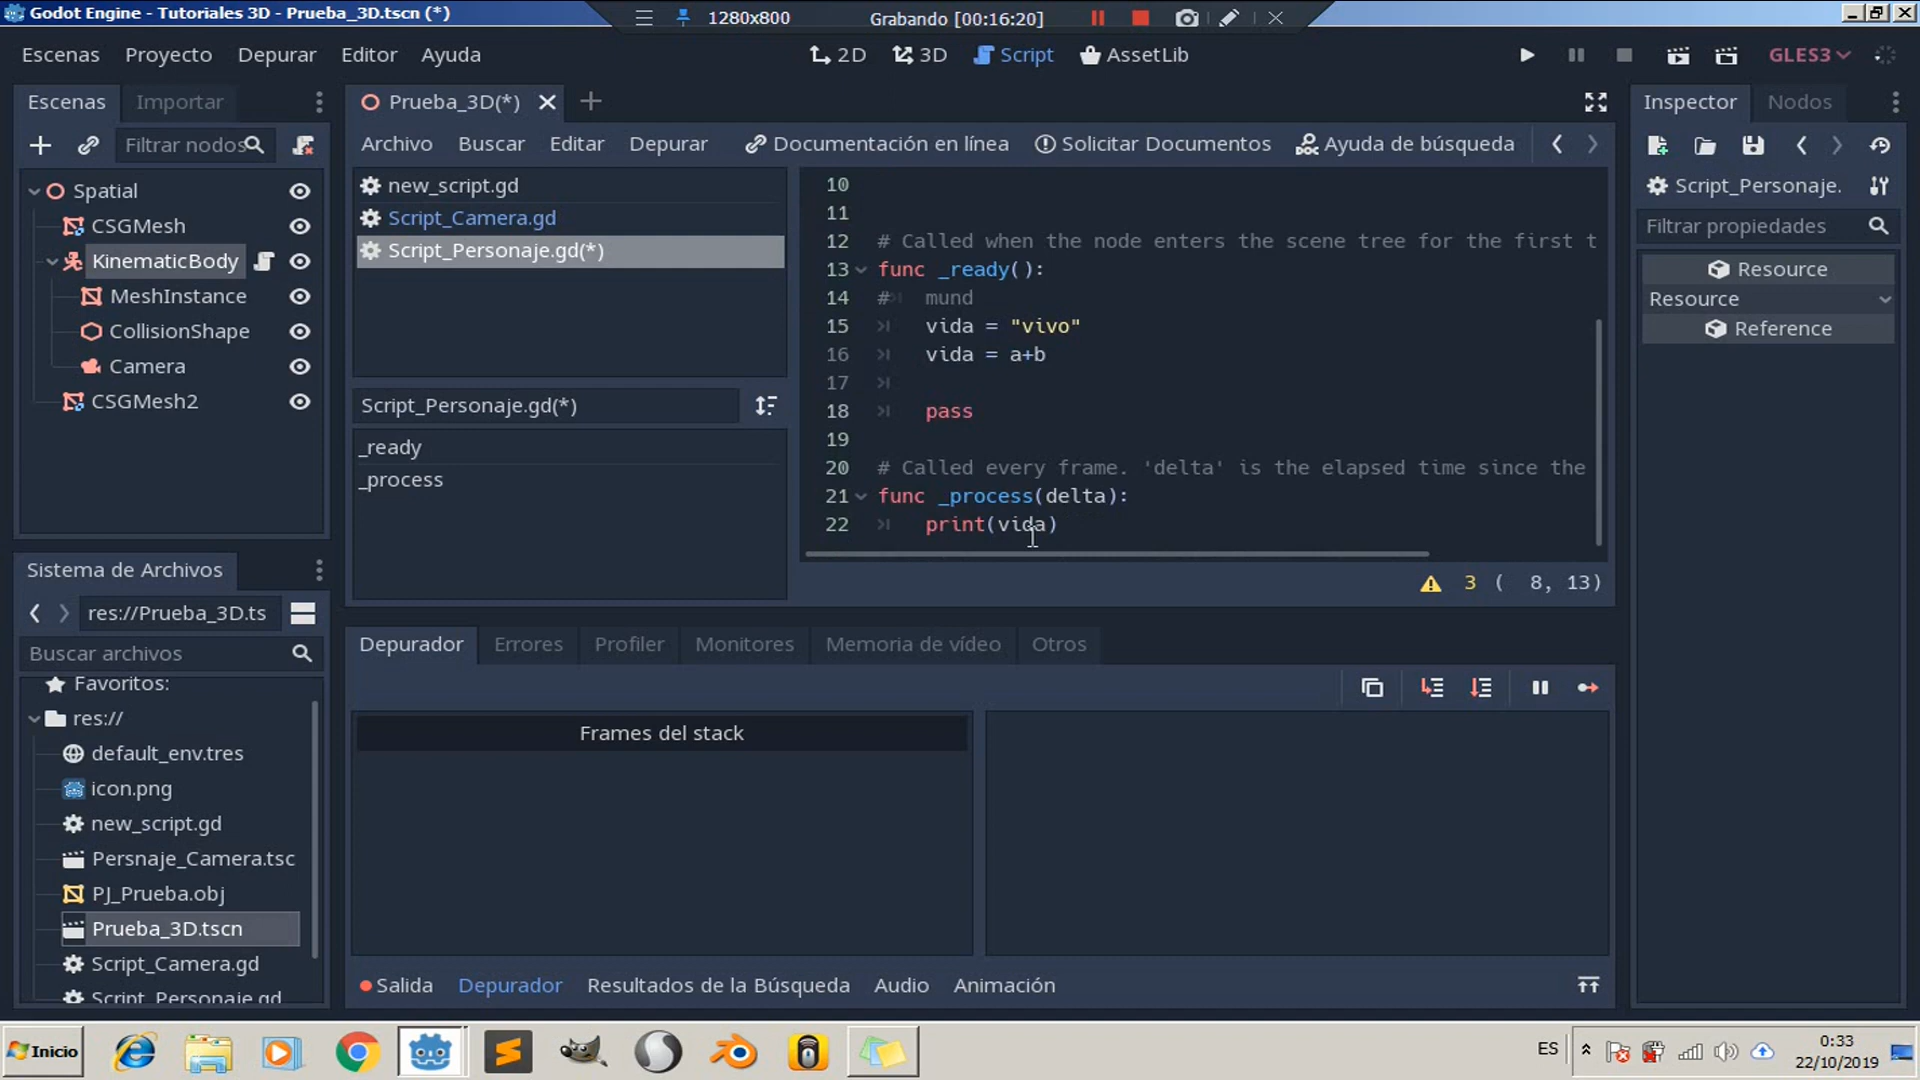 Godot Engine - Tutoriales 3D - Prueba_3D.tscn (*)
1280x800
Grabando [00:16:20]
Escenas Proyecto Depurar Editor Ayuda
2D 3D Script AssetLib
GLES3
Escenas Importar
Prueba_3D(*)
Inspector Nodos
Filtrar nodos
Archivo Buscar Editar Depurar Documentación en línea Solicitar Documentos Ayuda de búsqueda
Spatial
CSGMesh
KinematicBody
MeshInstance
CollisionShape
Camera
CSGMesh2
new_script.gd
Script_Camera.gd
Script_Personaje.gd(*)
Script_Personaje.gd(*)
_ready
_process
10
11
12 # Called when the node enters the scene tree for the first t
13 func _ready():
14 # mund
15 vida = "vivo"
16 vida = a+b
17
18 pass
19
20 # Called every frame. 'delta' is the elapsed time since the
21 func _process(delta):
22 print(vida)
3 ( 8, 13)
Script_Personaje.
Filtrar propiedades
Resource
Resource
Reference
Sistema de Archivos
res://Prueba_3D.ts
Buscar archivos
Favoritos:
res://
default_env.tres
icon.png
new_script.gd
Persnaje_Camera.tsc
PJ_Prueba.obj
Prueba_3D.tscn
Script_Camera.gd
Script_Personaje.gd
Depurador Errores Profiler Monitores Memoria de vídeo Otros
Frames del stack
Salida Depurador Resultados de la Búsqueda Audio Animación
Inicio
ES
0:33
22/10/2019